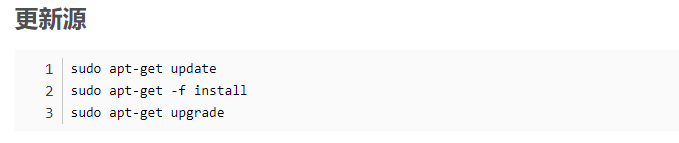 更新源
1 sudo apt-get update
2 sudo apt-get -f install
3 sudo apt-get upgrade